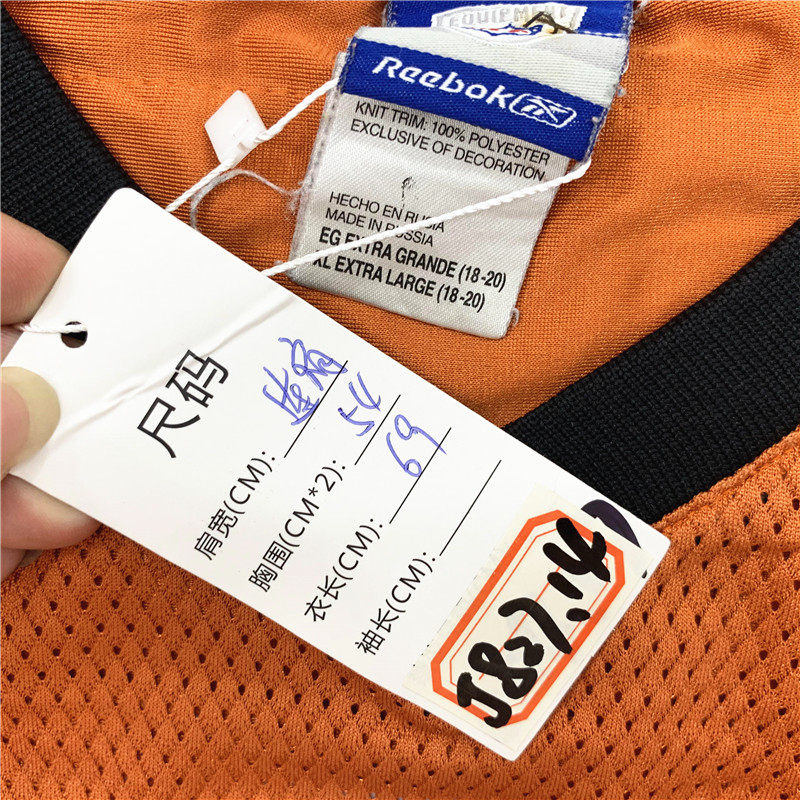 EQUIPMENT
Reebok
KNIT TRIM: 100% POLYESTER
EXCLUSIVE OF DECORATION
HECHO EN RUSIA
MADE IN RUSSIA
EG EXTRA GRANDE (18-20)
XL EXTRA LARGE (18-20)
尺码
肩宽(CM):
胸围(CM*2): 54
衣长(CM): 69
袖长(CM):